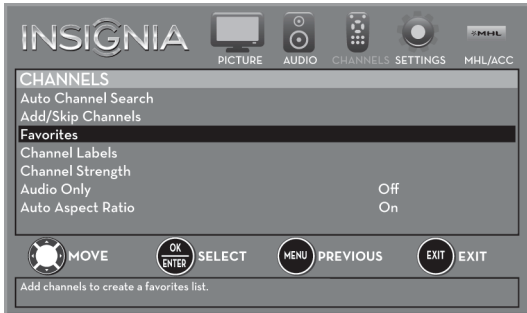 INSIGNIA
PICTURE AUDIO CHANNELS SETTINGS MHL/ACC
MHL
CHANNELS
Auto Channel Search
Add/Skip Channels
Favorites
Channel Labels
Channel Strength
Audio Only Off
Auto Aspect Ratio On
MOVE OK ENTER SELECT MENU PREVIOUS EXIT EXIT
Add channels to create a favorites list.